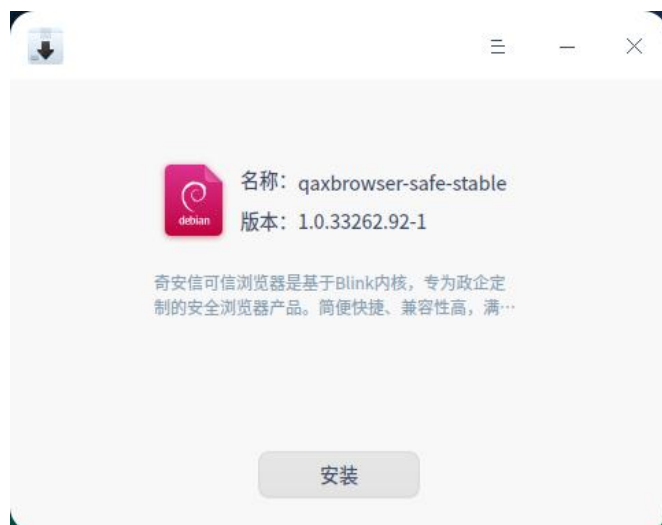 名称：qaxbrowser-safe-stable
debian
版本：1.0.33262.92-1
奇安信可信浏览器是基于Blink内核，专为政企定
制的安全浏览器产品。简便快捷、兼容性高，满…
安装